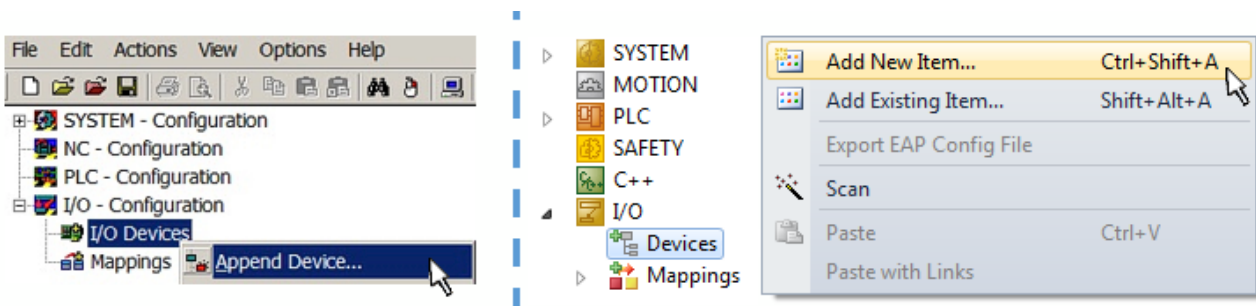 File Edit Actions View Options Help
SYSTEM - Configuration
NC - Configuration
PLC - Configuration
I/O - Configuration
I/O Devices
Mappings
Append Device...
SYSTEM
MOTION
PLC
SAFETY
C++
I/O
Devices
Mappings
Add New Item... Ctrl+Shift+A
Add Existing Item... Shift+Alt+A
Export EAP Config File
Scan
Paste Ctrl+V
Paste with Links